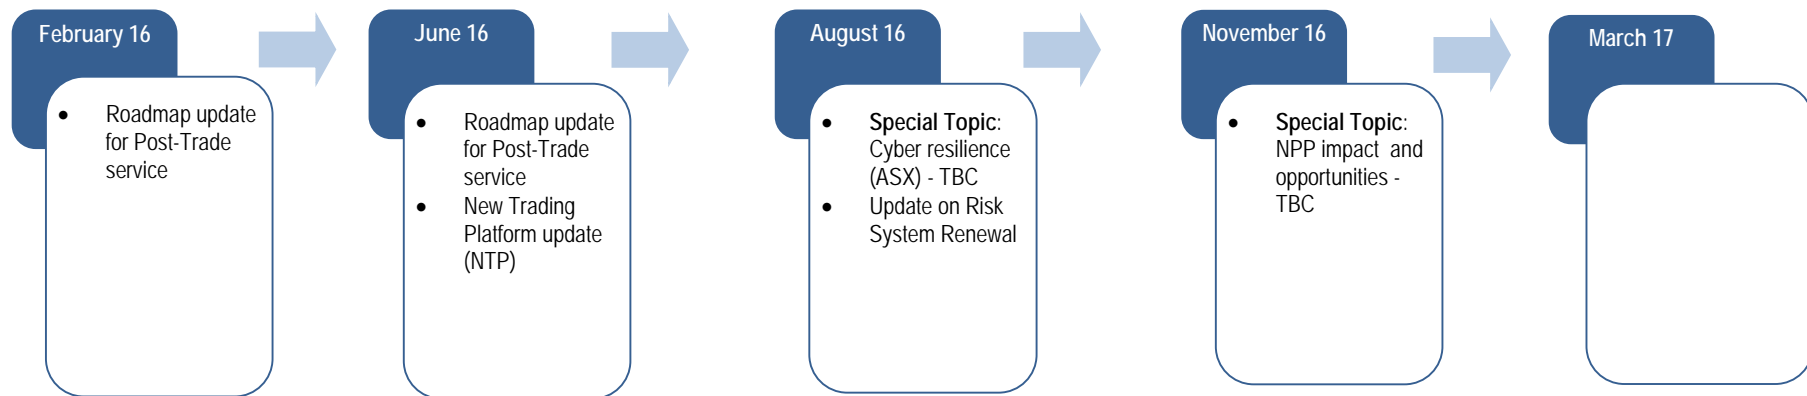 February 16
• Roadmap update
for Post-Trade
service
June 16
• Roadmap update
for Post-Trade
service
• New Trading
Platform update
(NTP)
August 16
• Special Topic:
Cyber resilience
(ASX) - TBC
• Update on Risk
System Renewal
November 16
• Special Topic:
NPP impact  and
opportunities -
TBC
March 17